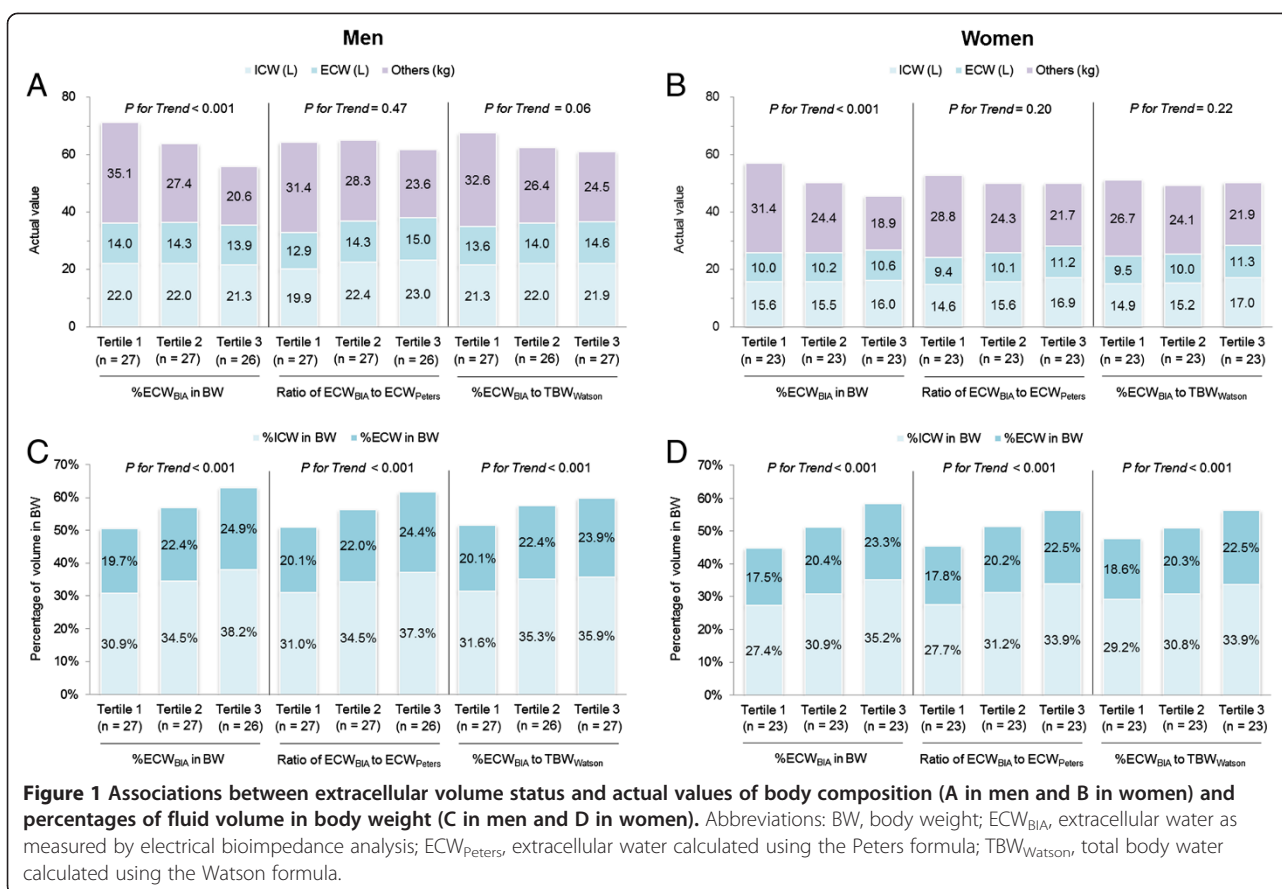 Men
Women
ICW (L) ECW (L) Others (kg)
A
80
60
40
20
0
Actual value
P for Trend < 0.001
P for Trend = 0.47
P for Trend = 0.06
35.1 27.4 20.6 31.4 28.3 23.6 32.6 26.4 24.5
14.0 14.3 13.9 12.9 14.3 15.0 13.6 14.0 14.6
22.0 22.0 21.3 19.9 22.4 23.0 21.3 22.0 21.9
Tertile 1 Tertile 2 Tertile 3 Tertile 1 Tertile 2 Tertile 3 Tertile 1 Tertile 2 Tertile 3
(n = 27) (n = 27) (n = 26) (n = 27) (n = 27) (n = 26) (n = 27) (n = 26) (n = 27)
%ECWBIA in BW Ratio of ECWBIA to ECWPeters %ECWBIA to TBWWatson
ICW (L) ECW (L) Others (kg)
B
80
60
40
20
0
Actual value
P for Trend < 0.001
P for Trend = 0.20
P for Trend = 0.22
31.4 24.4 18.9 28.8 24.3 21.7 26.7 24.1 21.9
10.0 10.2 10.6 9.4 10.1 11.2 9.5 10.0 11.3
15.6 15.5 16.0 14.6 15.6 16.9 14.9 15.2 17.0
Tertile 1 Tertile 2 Tertile 3 Tertile 1 Tertile 2 Tertile 3 Tertile 1 Tertile 2 Tertile 3
(n = 23) (n = 23) (n = 23) (n = 23) (n = 23) (n = 23) (n = 23) (n = 23) (n = 23)
%ECWBIA in BW Ratio of ECWBIA to ECWPeters %ECWBIA to TBWWatson
%ICW in BW %ECW in BW
C
70%
60%
50%
40%
30%
20%
10%
0%
Percentage of volume in BW
P for Trend < 0.001
P for Trend < 0.001
P for Trend < 0.001
19.7% 22.4% 24.9% 20.1% 22.0% 24.4% 20.1% 22.4% 23.9%
30.9% 34.5% 38.2% 31.0% 34.5% 37.3% 31.6% 35.3% 35.9%
Tertile 1 Tertile 2 Tertile 3 Tertile 1 Tertile 2 Tertile 3 Tertile 1 Tertile 2 Tertile 3
(n = 27) (n = 27) (n = 26) (n = 27) (n = 27) (n = 26) (n = 27) (n = 26) (n = 27)
%ECWBIA in BW Ratio of ECWBIA to ECWPeters %ECWBIA to TBWWatson
%ICW in BW %ECW in BW
D
70%
60%
50%
40%
30%
20%
10%
0%
Percentage of volume in BW
P for Trend < 0.001
P for Trend < 0.001
P for Trend < 0.001
17.5% 20.4% 23.3% 17.8% 20.2% 22.5% 18.6% 20.3% 22.5%
27.4% 30.9% 35.2% 27.7% 31.2% 33.9% 29.2% 30.8% 33.9%
Tertile 1 Tertile 2 Tertile 3 Tertile 1 Tertile 2 Tertile 3 Tertile 1 Tertile 2 Tertile 3
(n = 23) (n = 23) (n = 23) (n = 23) (n = 23) (n = 23) (n = 23) (n = 23) (n = 23)
%ECWBIA in BW Ratio of ECWBIA to ECWPeters %ECWBIA to TBWWatson
Figure 1 Associations between extracellular volume status and actual values of body composition (A in men and B in women) and
percentages of fluid volume in body weight (C in men and D in women). Abbreviations: BW, body weight; ECWBIA, extracellular water as
measured by electrical bioimpedance analysis; ECWPeters, extracellular water calculated using the Peters formula; TBWWatson, total body water
calculated using the Watson formula.